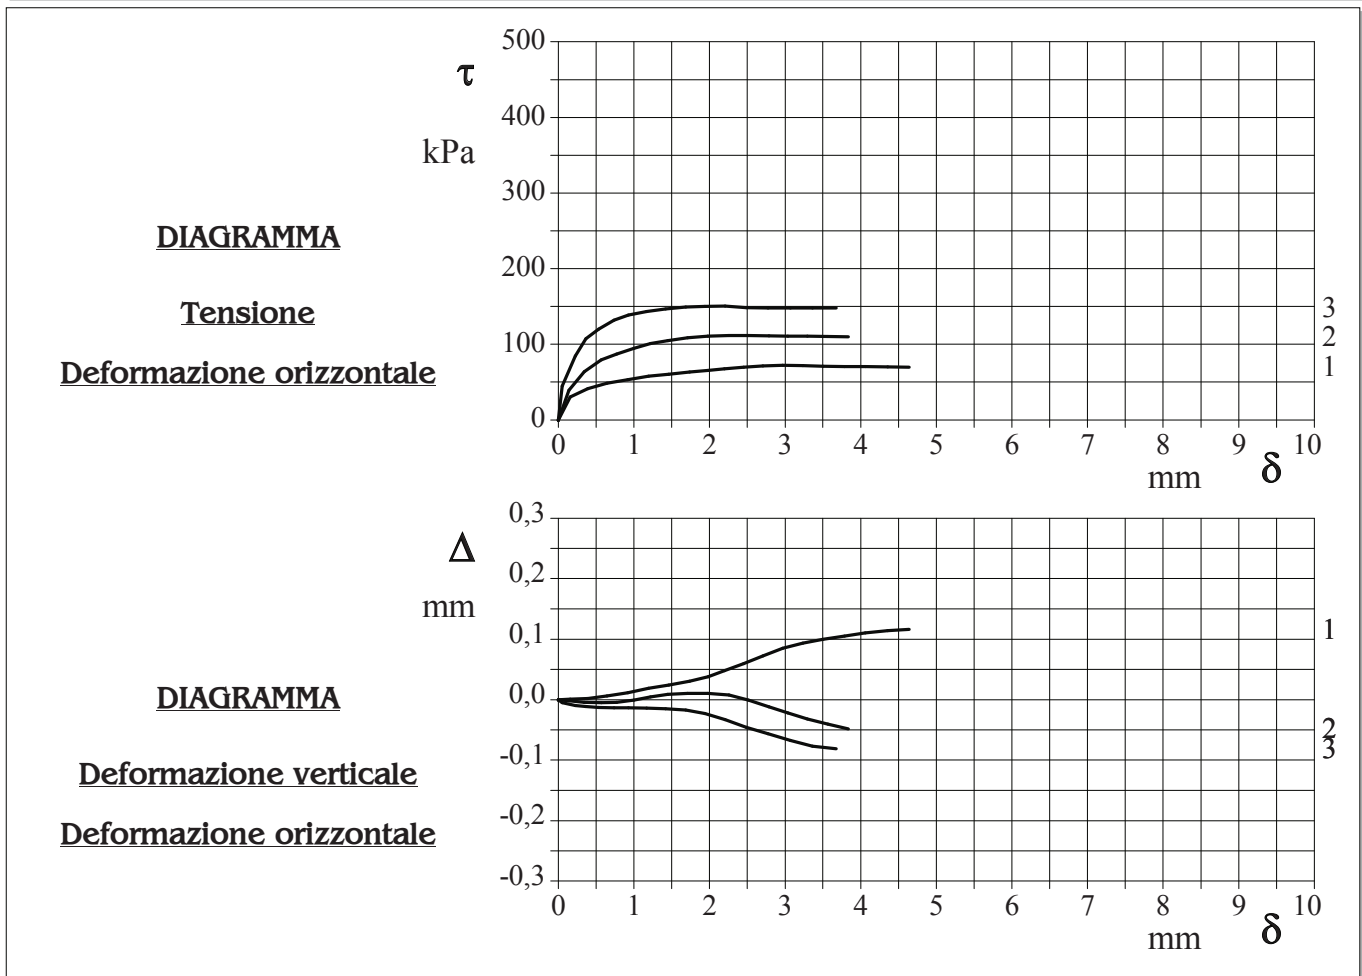 500
τ
400
kPa
300
DIAGRAMMA
200
Tensione
3
2
100
Deformazione orizzontale
1
0
0 1 2 3 4 5 6 7 8 9 10
mm δ
0,3
Δ
0,2
mm
0,1
1
0,0
DIAGRAMMA
2
3
-0,1
Deformazione verticale
-0,2
Deformazione orizzontale
-0,3
0 1 2 3 4 5 6 7 8 9 10
mm δ